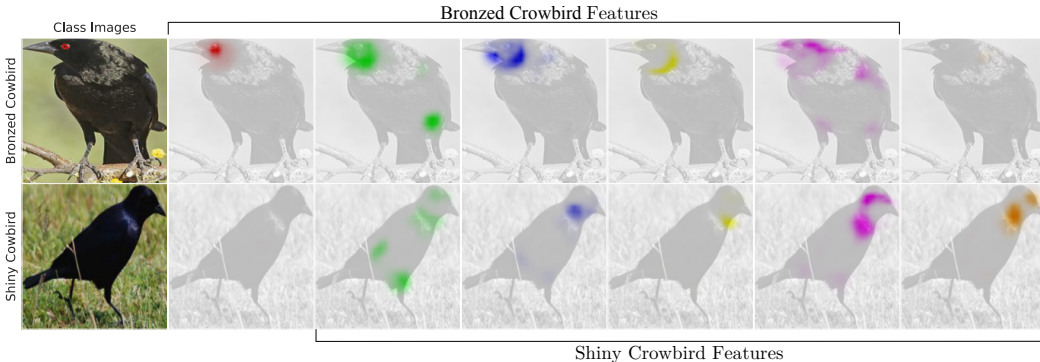 Bronzed Crowbird Features
Class Images
Bronzed Cowbird
Shiny Cowbird
Shiny Crowbird Features